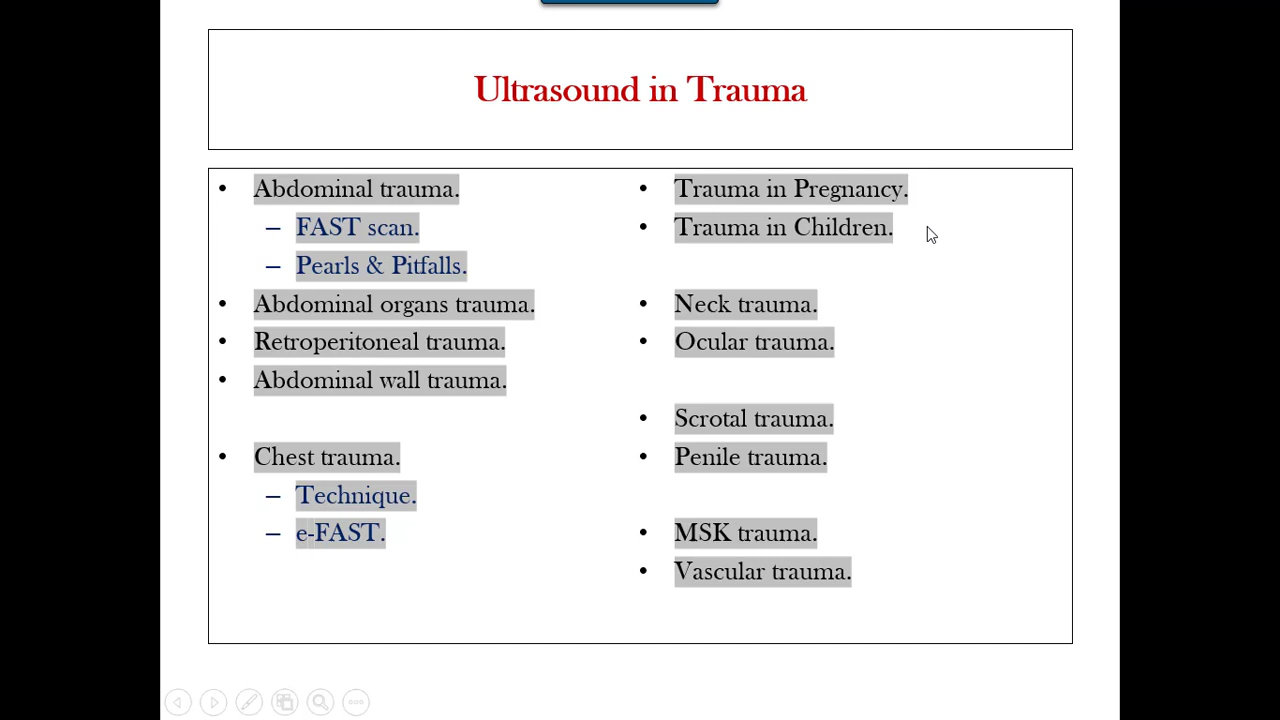 Ultrasound in Trauma
• Abdominal trauma.
– FAST scan.
– Pearls & Pitfalls.
• Abdominal organs trauma.
• Retroperitoneal trauma.
• Abdominal wall trauma.
• Chest trauma.
– Technique.
– e-FAST.
• Trauma in Pregnancy.
• Trauma in Children.
• Neck trauma.
• Ocular trauma.
• Scrotal trauma.
• Penile trauma.
• MSK trauma.
• Vascular trauma.